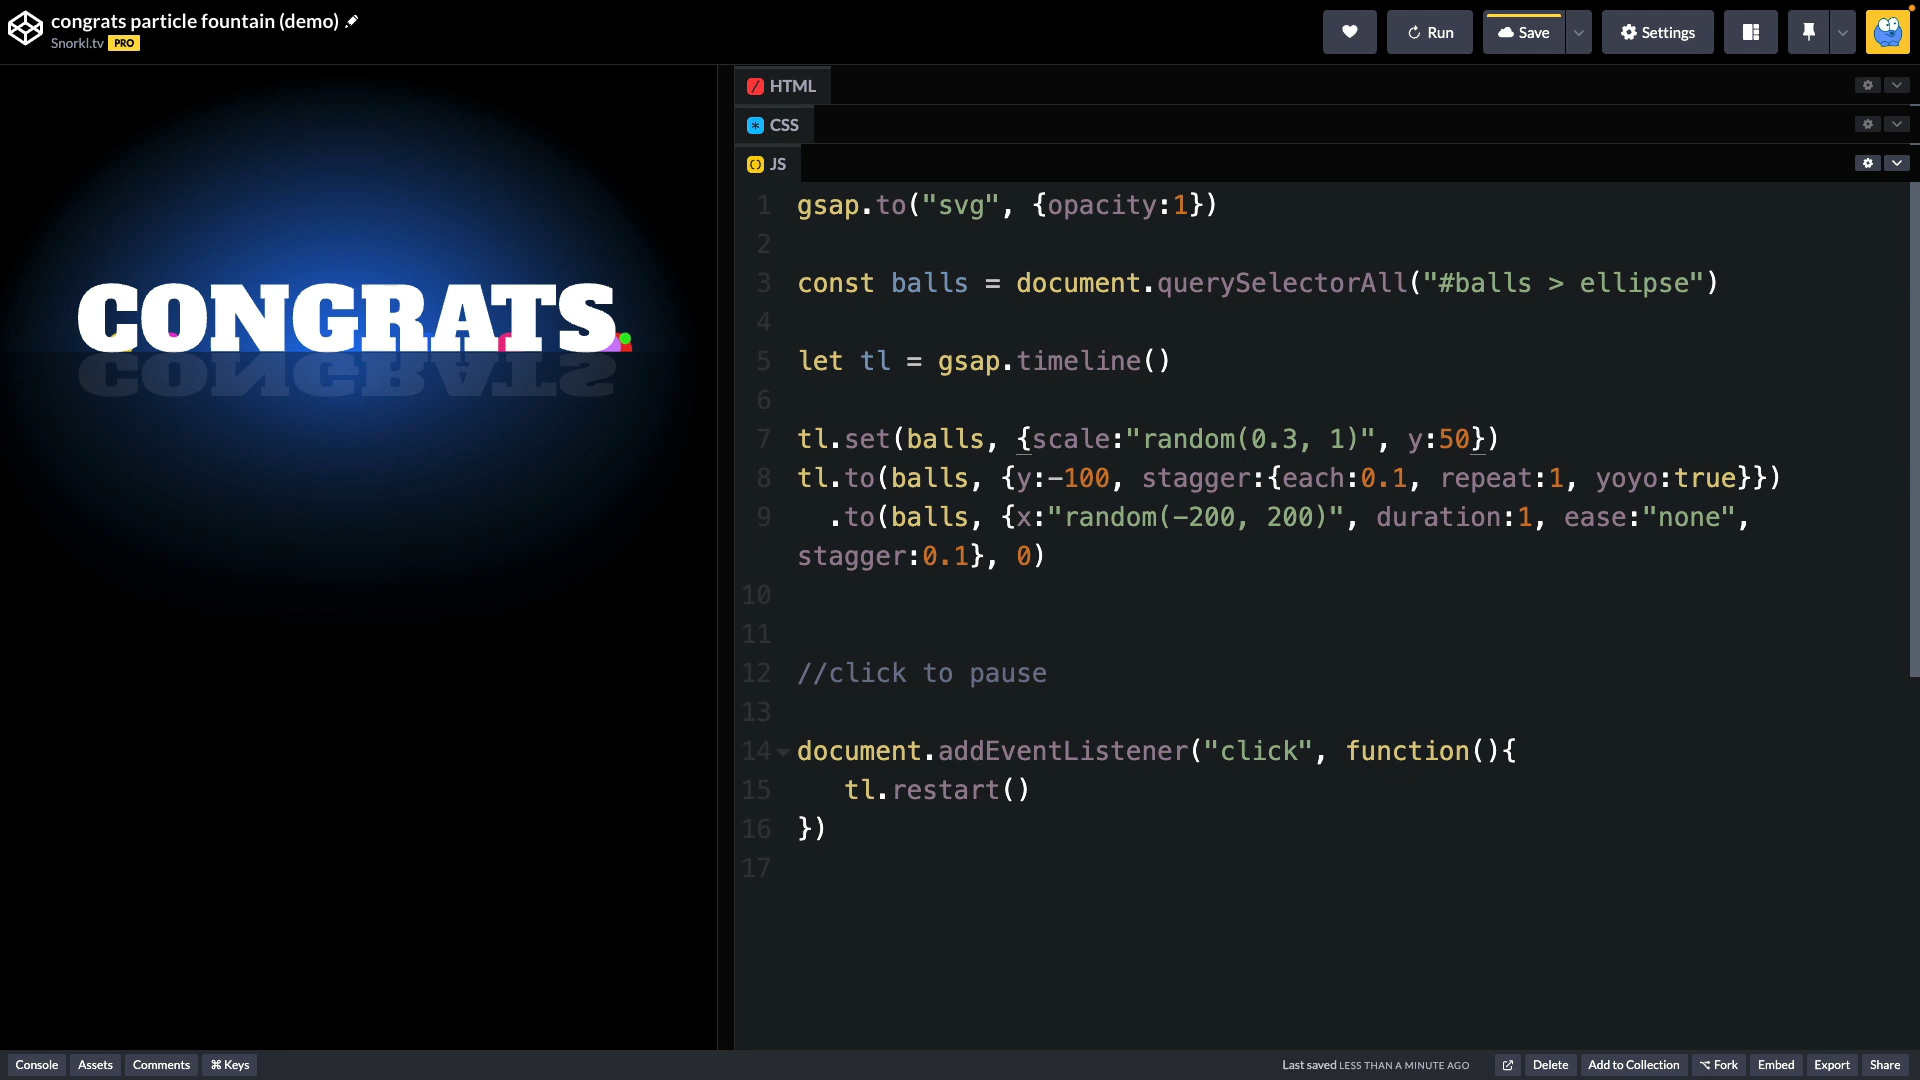 congrats particle fountain (demo)
Snorkl.tv PRO
Run
Save
Settings
HTML
CSS
JS
CONGRATS
1 gsap.to("svg", {opacity:1})
2
3 const balls = document.querySelectorAll("#balls > ellipse")
4
5 let tl = gsap.timeline()
6
7 tl.set(balls, {scale:"random(0.3, 1)", y:50})
8 tl.to(balls, {y:-100, stagger:{each:0.1, repeat:1, yoyo:true}})
9 .to(balls, {x:"random(-200, 200)", duration:1, ease:"none",
stagger:0.1}, 0)
10
11
12 //click to pause
13
14 document.addEventListener("click", function(){
15 tl.restart()
16 })
17
Console Assets Comments ⌘ Keys Last saved LESS THAN A MINUTE AGO Delete Add to Collection ⌥ Fork Embed Export Share